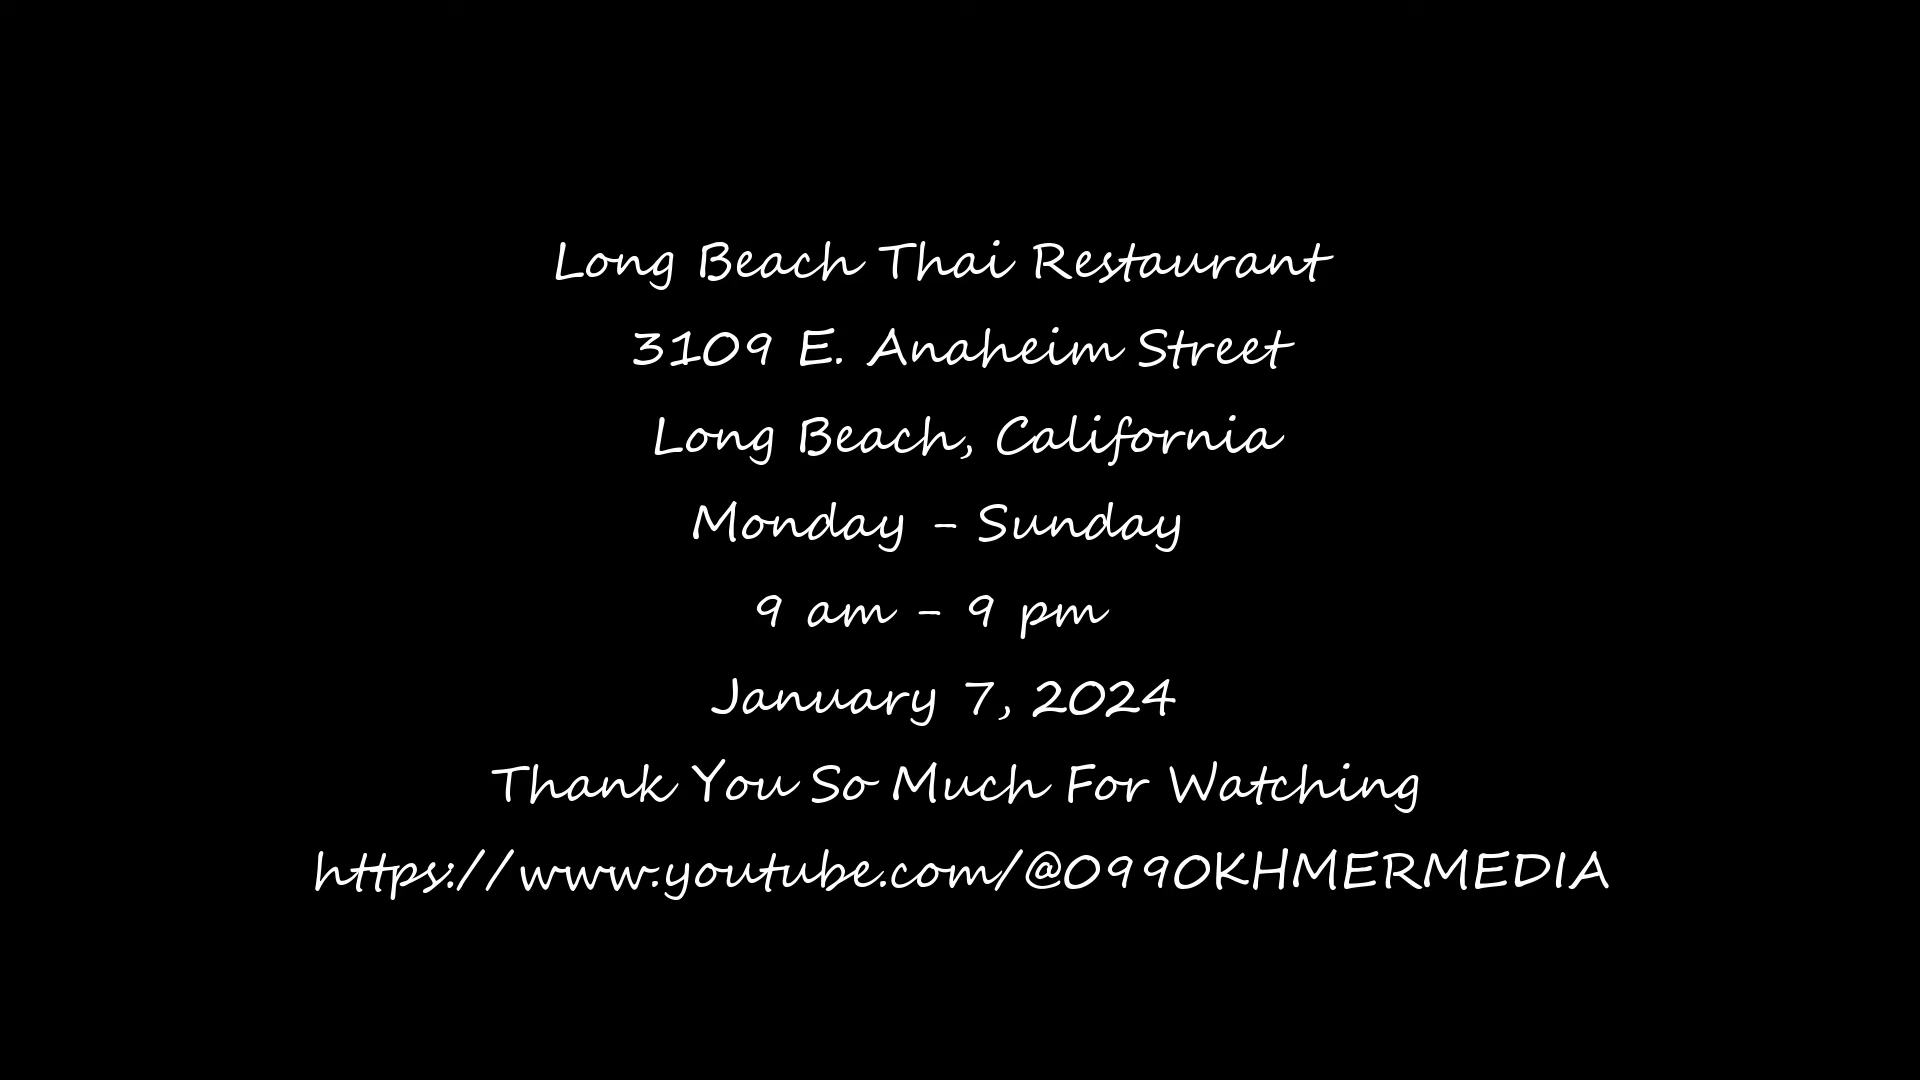 Long Beach Thai Restaurant
3109 E. Anaheim Street
Long Beach, California
Monday - Sunday
9 am - 9 pm
January 7, 2024
Thank You So Much For Watching
https://www.youtube.com/@0990KHMERMEDIA